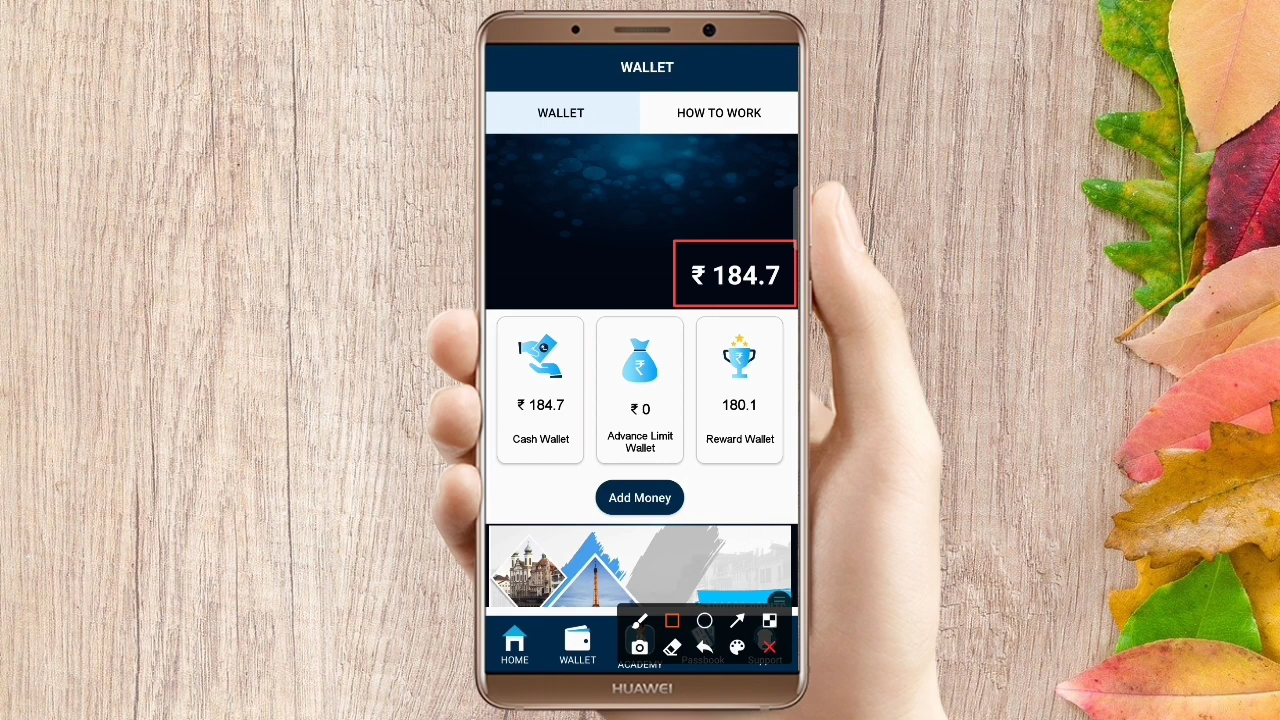 WALLET
WALLET
HOW TO WORK
₹ 184.7
₹ 184.7
Cash Wallet
₹ 0
Advance Limit
Wallet
180.1
Reward Wallet
Add Money
HOME
WALLET
ACADEMY
Passbook
Support
HUAWEI